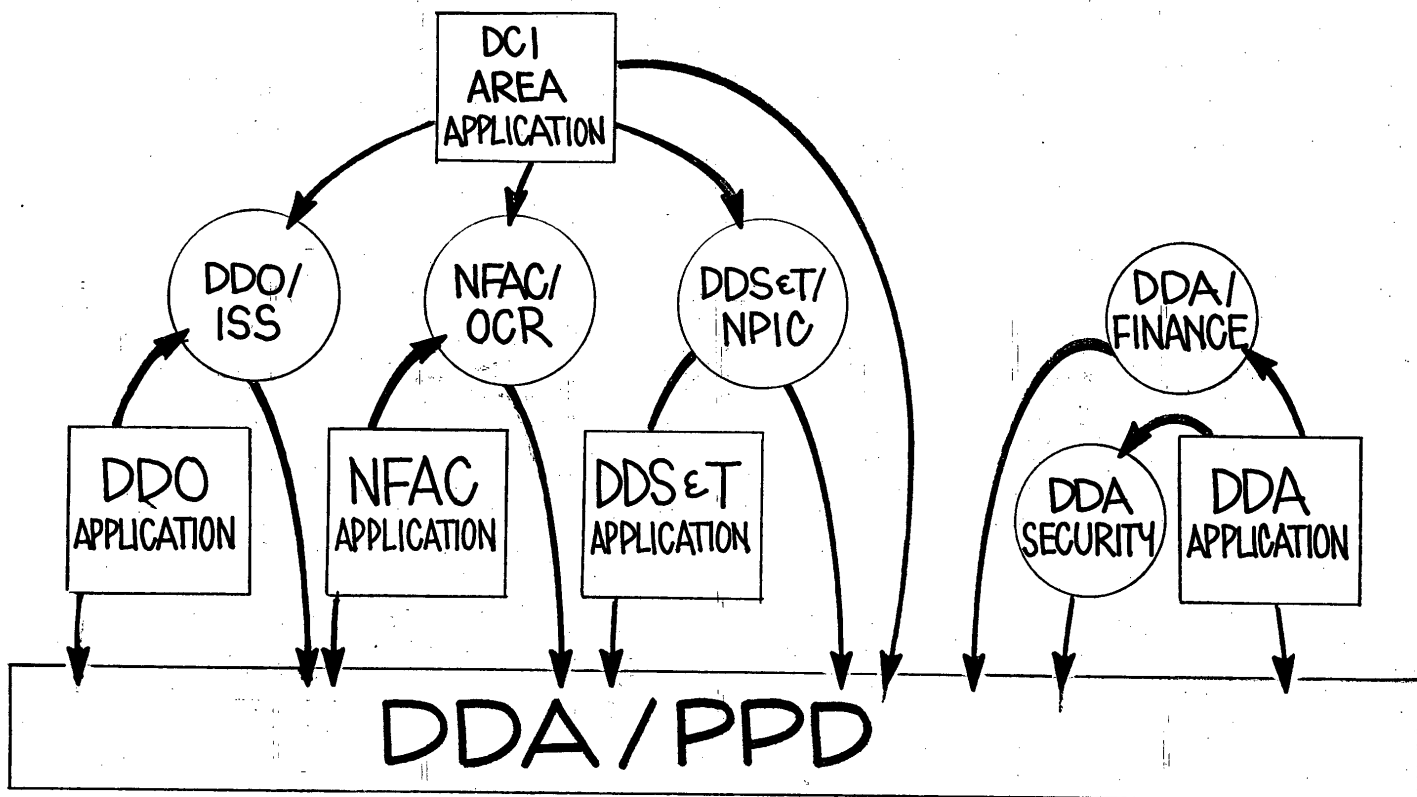 DCI
AREA
APPLICATION
DDO/
ISS
NFAC/
OCR
DDS&T/
NPIC
DDA/
FINANCE
DDO
APPLICATION
NFAC
APPLICATION
DDS&T
APPLICATION
DDA
SECURITY
DDA
APPLICATION
DDA/PPD